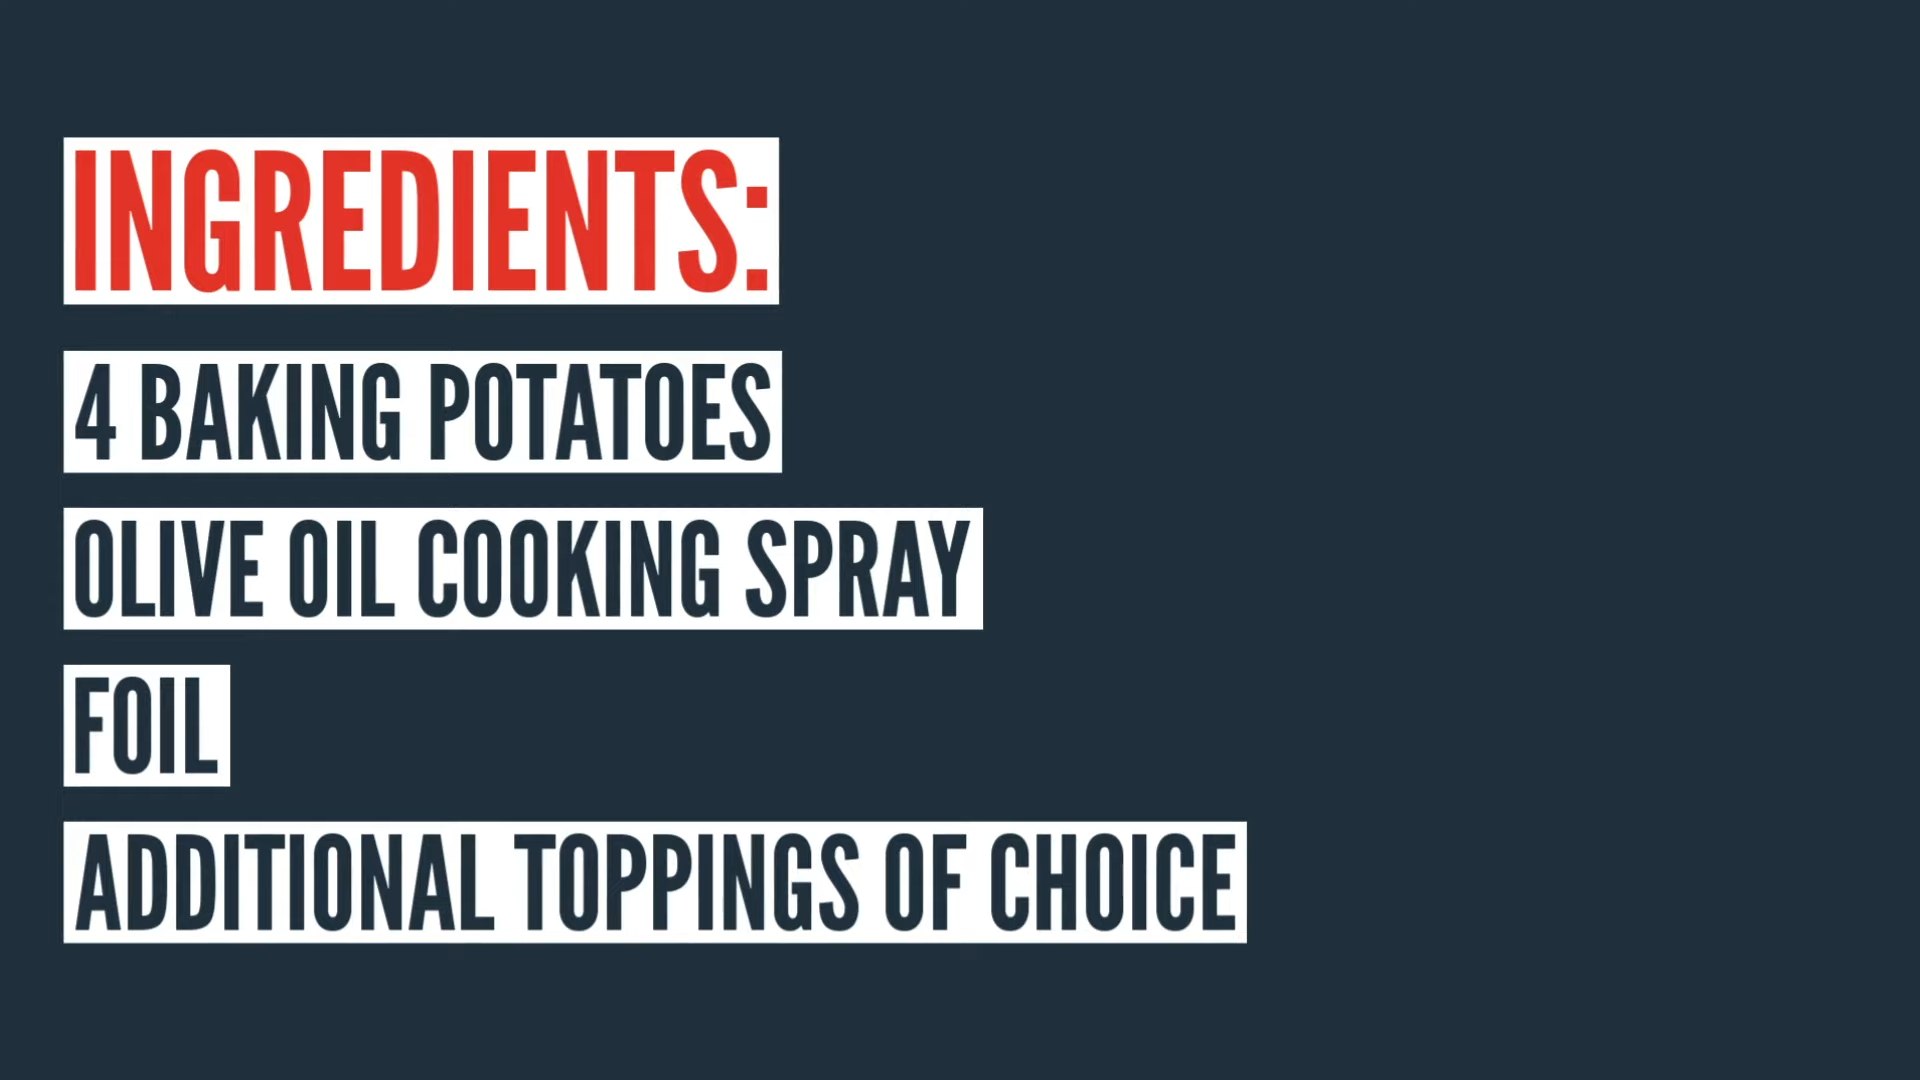 INGREDIENTS:
4 BAKING POTATOES
OLIVE OIL COOKING SPRAY
FOIL
ADDITIONAL TOPPINGS OF CHOICE